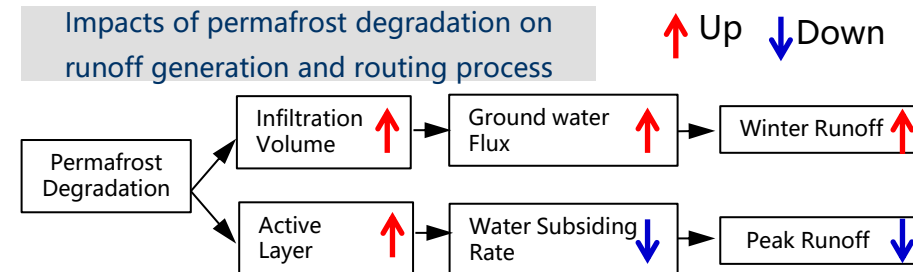 Impacts of permafrost degradation on
runoff generation and routing process
Up
Down
Permafrost
Degradation
Infiltration
Volume
Ground water
Flux
Winter Runoff
Active
Layer
Water Subsiding
Rate
Peak Runoff